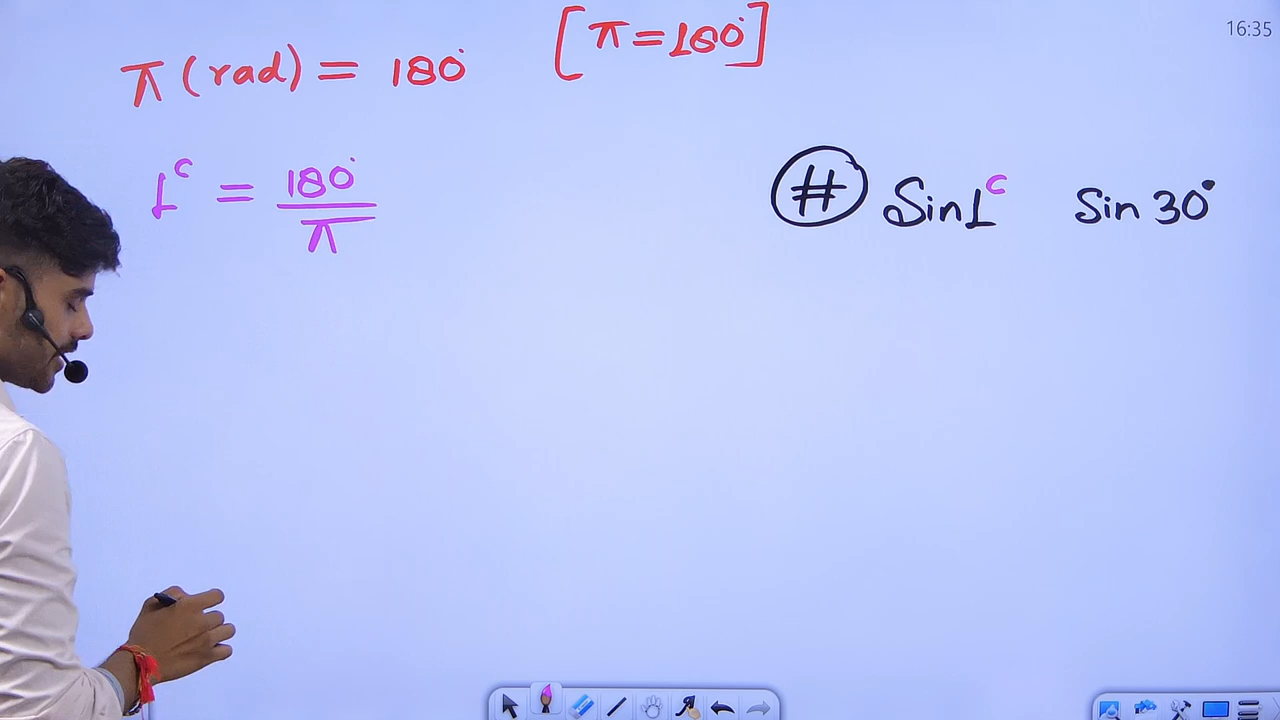 π (rad) = 180° [π = 180°]
16:35
1ᶜ = 180° / π
# Sin 1ᶜ Sin 30°